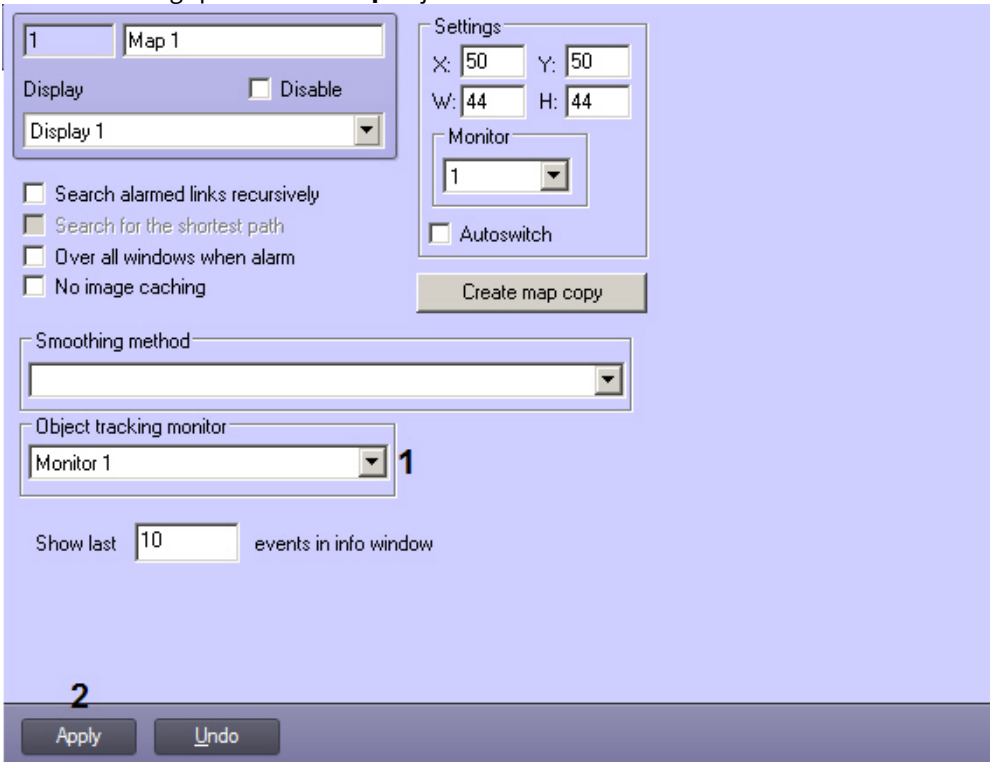 1 Map 1
Display Disable
Display 1
Settings
X: 50 Y: 50
W: 44 H: 44
Monitor
1
Autoswitch
Search alarmed links recursively
Search for the shortest path
Over all windows when alarm
No image caching
Create map copy
Smoothing method
Object tracking monitor
Monitor 1 1
Show last 10 events in info window
2
Apply Undo